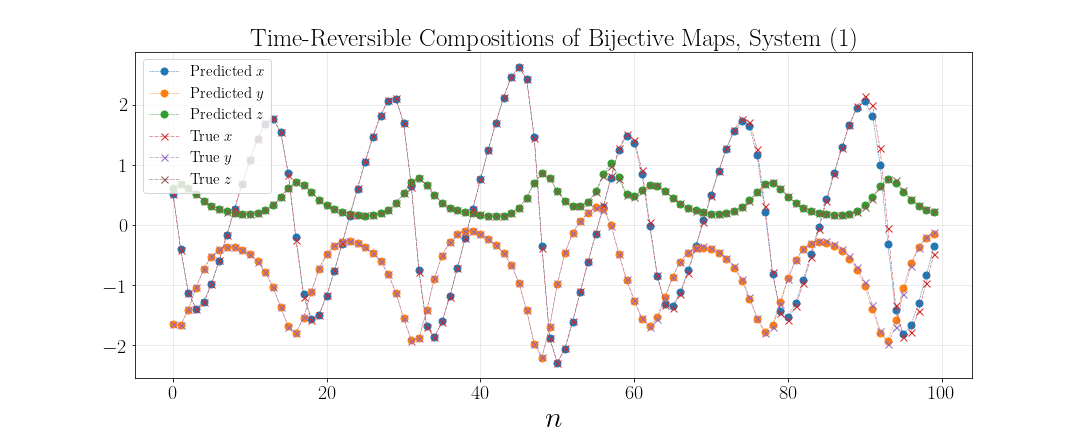 Time-Reversible Compositions of Bijective Maps, System (1)
Predicted x
Predicted y
Predicted z
True x
True y
True z
2
1
0
−1
−2
0 20 40 60 80 100
n